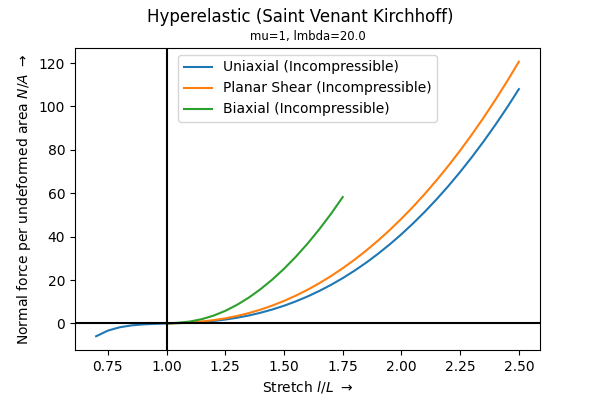 Hyperelastic (Saint Venant Kirchhoff)
mu=1, lmbda=20.0
Normal force per undeformed area N/A →
120
100
80
60
40
20
0
Uniaxial (Incompressible)
Planar Shear (Incompressible)
Biaxial (Incompressible)
0.75 1.00 1.25 1.50 1.75 2.00 2.25 2.50
Stretch l/L →